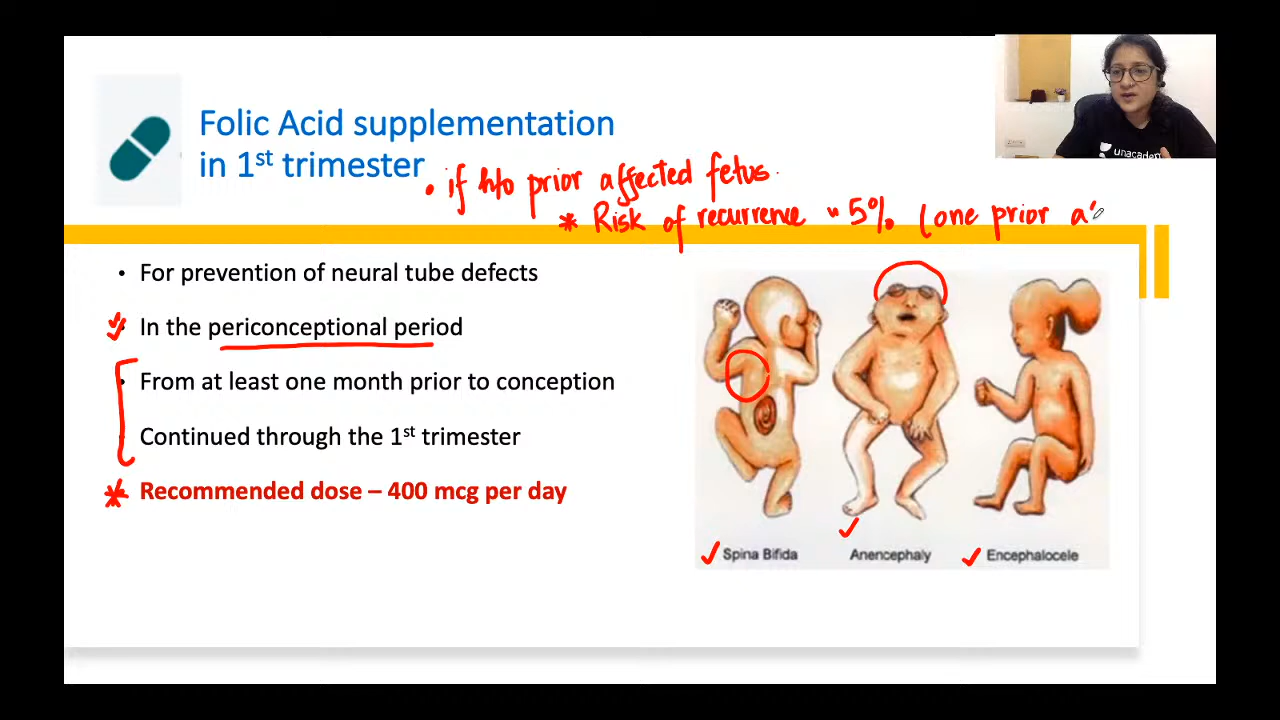 Folic Acid supplementation
in 1st trimester
• if h/o prior affected fetus.
* Risk of recurrence ~ 5% (one prior
• For prevention of neural tube defects
• In the periconceptional period
• From at least one month prior to conception
Continued through the 1st trimester
* Recommended dose – 400 mcg per day
Spina Bifida
Anencephaly
Encephalocele
unacadem